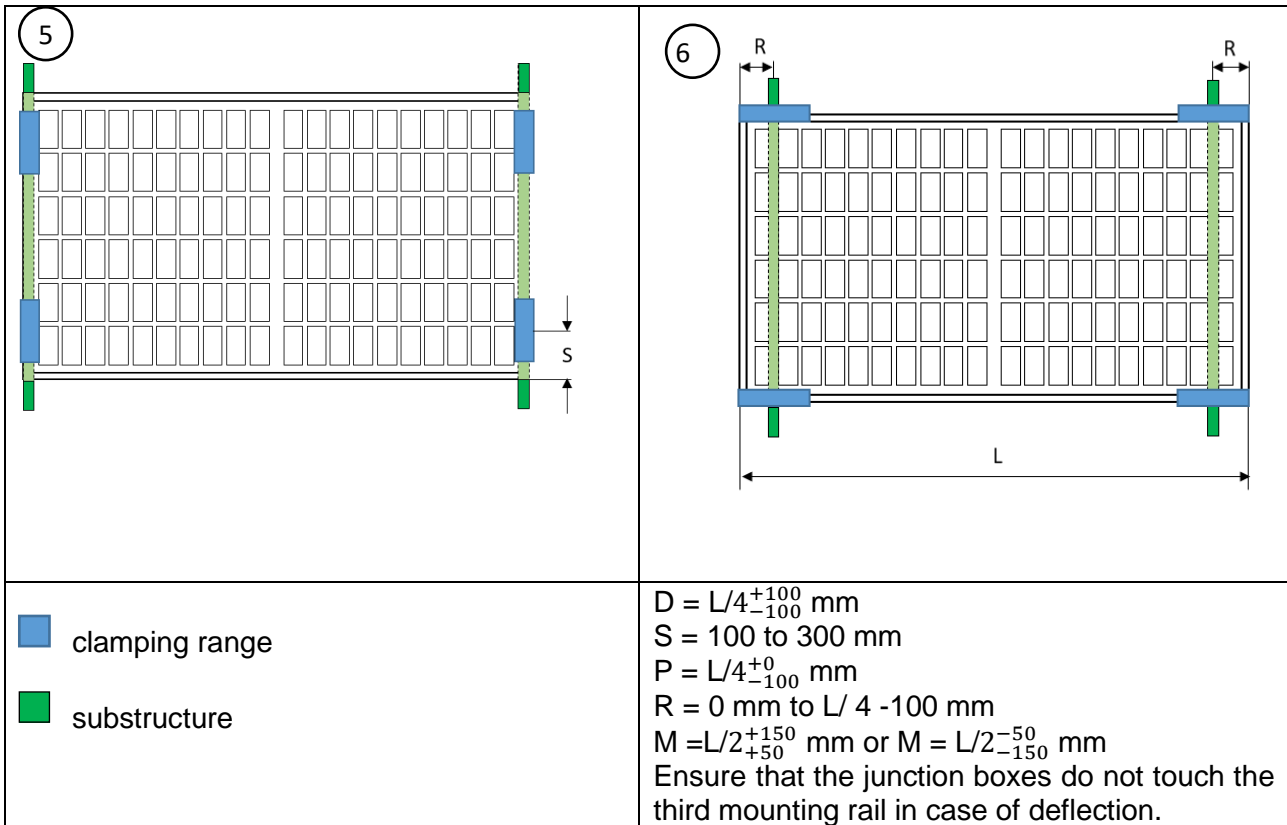 5
S
6
R
R
L
clamping range
substructure
D = L/4 +100 -100 mm
S = 100 to 300 mm
P = L/4 +0 -100 mm
R = 0 mm to L/ 4 -100 mm
M =L/2 +150 +50 mm or M = L/2 -50 -150 mm
Ensure that the junction boxes do not touch the
third mounting rail in case of deflection.